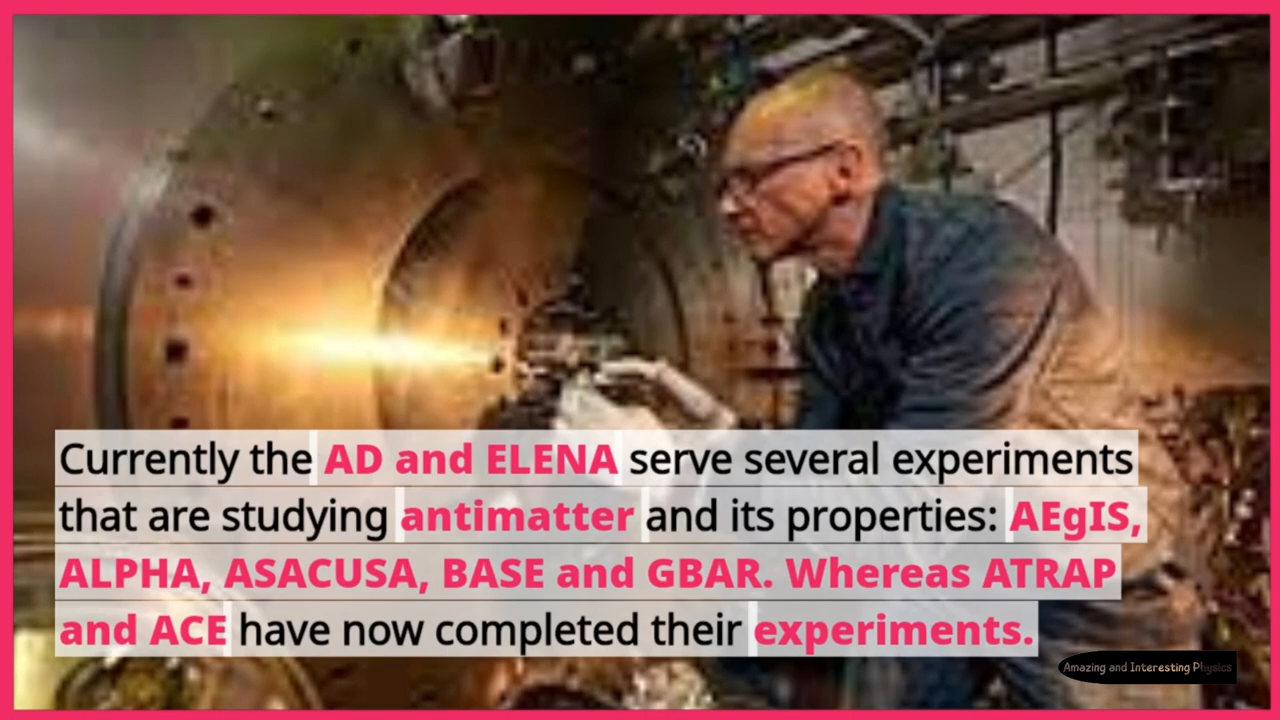 Currently the AD and ELENA serve several experiments
that are studying antimatter and its properties: AEgIS,
ALPHA, ASACUSA, BASE and GBAR. Whereas ATRAP
and ACE have now completed their experiments.
Amazing and Interesting Physics